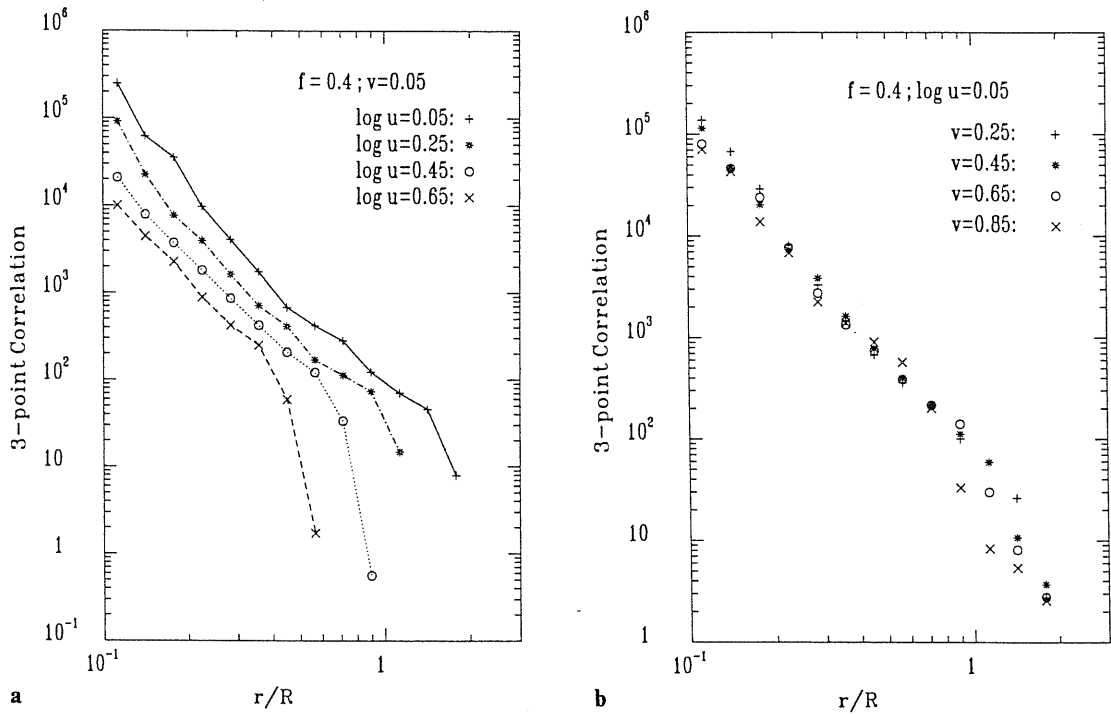 10^6
10^5
10^4
10^3
10^2
10
1
10^-1
3-point Correlation
f = 0.4 ; v=0.05
log u=0.05: +
log u=0.25: *
log u=0.45: ○
log u=0.65: ×
10^-1
1
r/R
a
10^6
10^5
10^4
10^3
10^2
10
1
3-point Correlation
f = 0.4 ; log u=0.05
v=0.25: +
v=0.45: *
v=0.65: ○
v=0.85: ×
10^-1
1
r/R
b